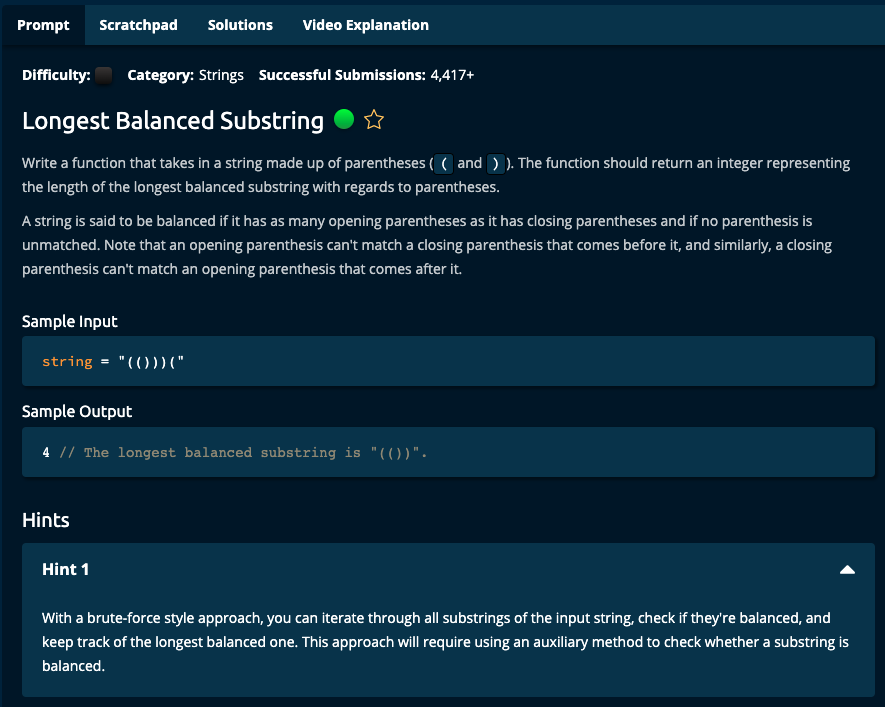 Prompt Scratchpad Solutions Video Explanation
Difficulty: Category: Strings Successful Submissions: 4,417+
Longest Balanced Substring
Write a function that takes in a string made up of parentheses ( ( and ) ). The function should return an integer representing
the length of the longest balanced substring with regards to parentheses.
A string is said to be balanced if it has as many opening parentheses as it has closing parentheses and if no parenthesis is
unmatched. Note that an opening parenthesis can't match a closing parenthesis that comes before it, and similarly, a closing
parenthesis can't match an opening parenthesis that comes after it.
Sample Input
string = "(()))("
Sample Output
4 // The longest balanced substring is "(())".
Hints
Hint 1
With a brute-force style approach, you can iterate through all substrings of the input string, check if they're balanced, and
keep track of the longest balanced one. This approach will require using an auxiliary method to check whether a substring is
balanced.